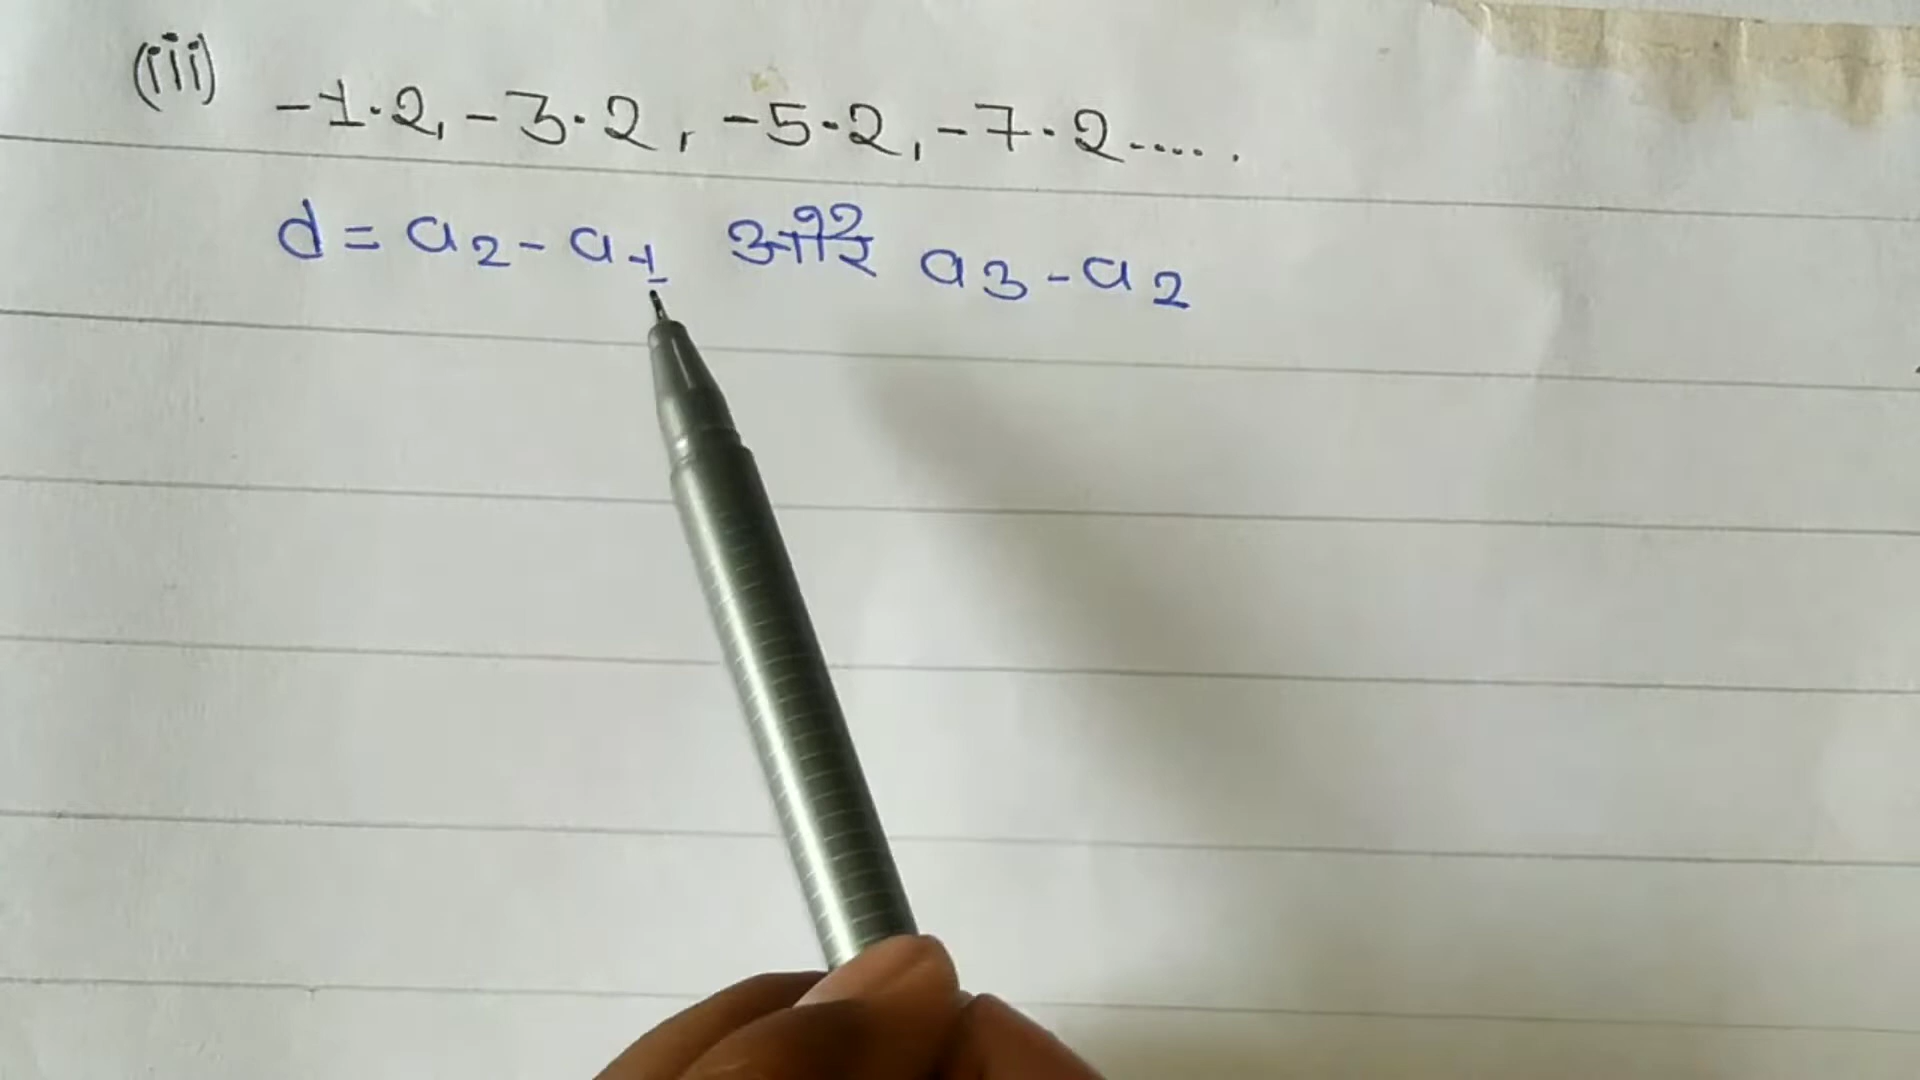 (iii) -1·2, -3·2, -5·2, -7·2.....
d = a₂ - a₁ और a₃ - a₂